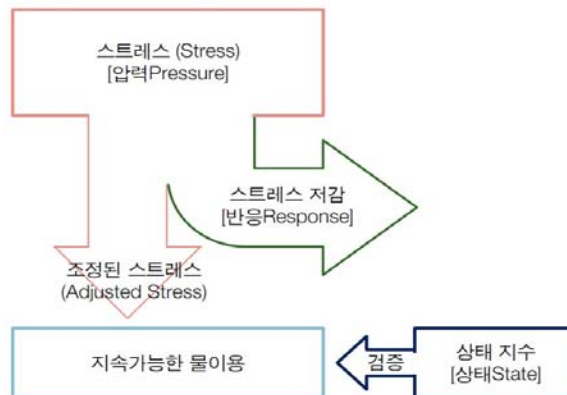 스트레스 (Stress)
[압력Pressure]
스트레스 저감
[반응Response]
조정된 스트레스
(Adjusted Stress)
지속가능한 물이용
검증
상태 지수
[상태State]